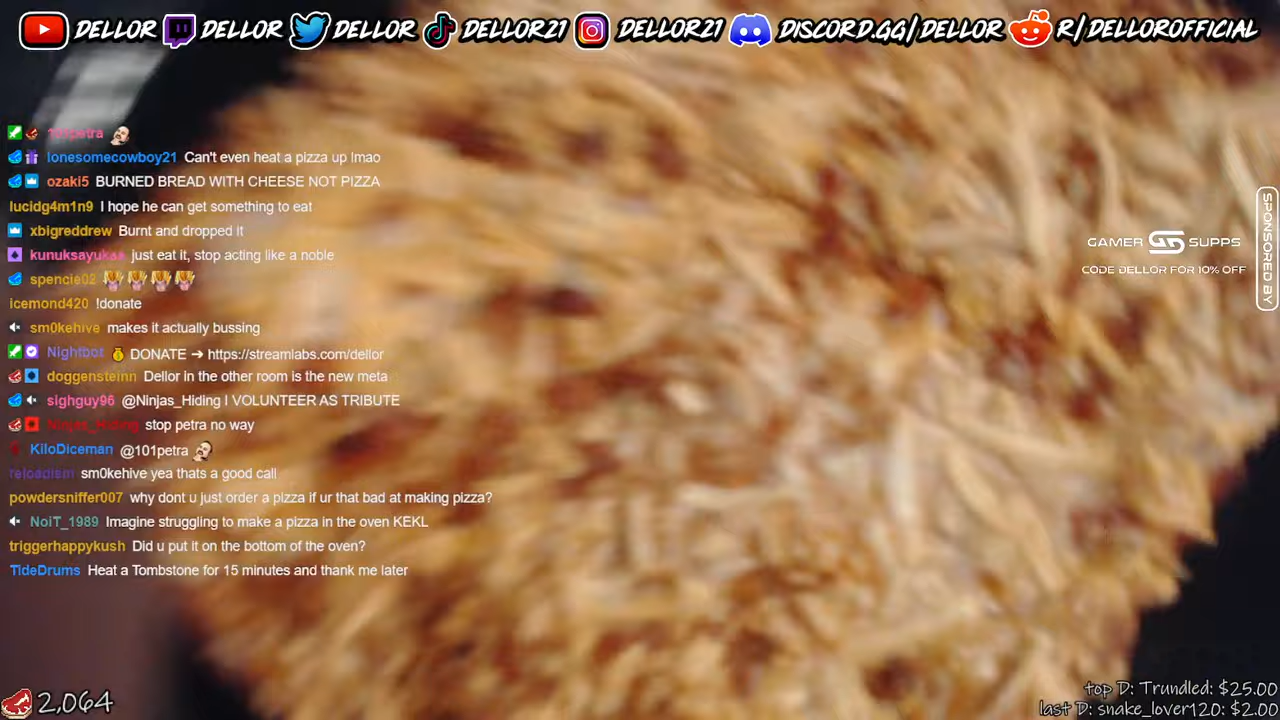 DELLOR DELLOR DELLOR DELLOR21 DELLOR21 DISCORD.GG/DELLOR R/DELLOROFFICIAL
101petra
lonesomecowboy21 Can't even heat a pizza up lmao
ozaki5 BURNED BREAD WITH CHEESE NOT PIZZA
lucidg4m1n9 I hope he can get something to eat
xbigreddrew Burnt and dropped it
kunuksayukaa just eat it, stop acting like a noble
spencie02
icemond420 !donate
sm0kehive makes it actually bussing
Nightbot DONATE ➔ https://streamlabs.com/dellor
doggensteinn Dellor in the other room is the new meta
sighguy96 @Ninjas_Hiding I VOLUNTEER AS TRIBUTE
Ninjas_Hiding stop petra no way
KiloDiceman @101petra
reloadism sm0kehive yea thats a good call
powdersniffer007 why dont u just order a pizza if ur that bad at making pizza?
NoiT_1989 Imagine struggling to make a pizza in the oven KEKL
triggerhappykush Did u put it on the bottom of the oven?
TideDrums Heat a Tombstone for 15 minutes and thank me later
GAMER GS SUPPS
CODE DELLOR FOR 10% OFF
SPONSORED BY
2,064
top D: Trundled: $25.00
last D: snake_lover120: $2.00